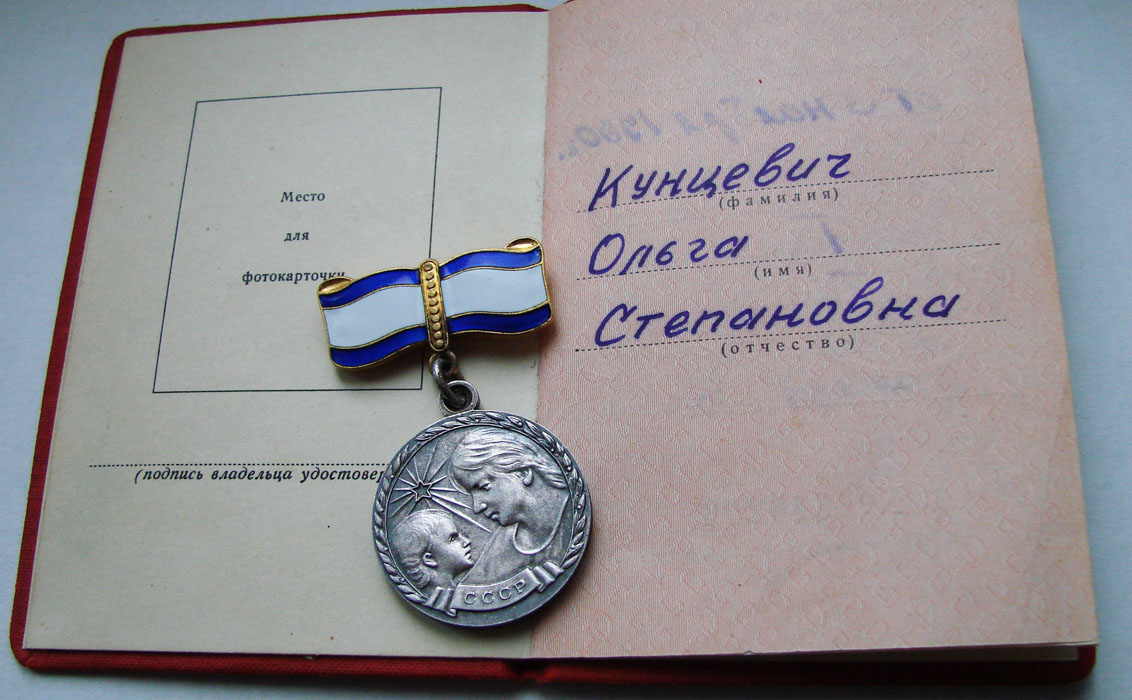 Место
для
фотокарточки
(подпись владельца удостовер
Кунцевич
(фамилия)
Ольга
(имя)
Степановна
(отчество)
СССР